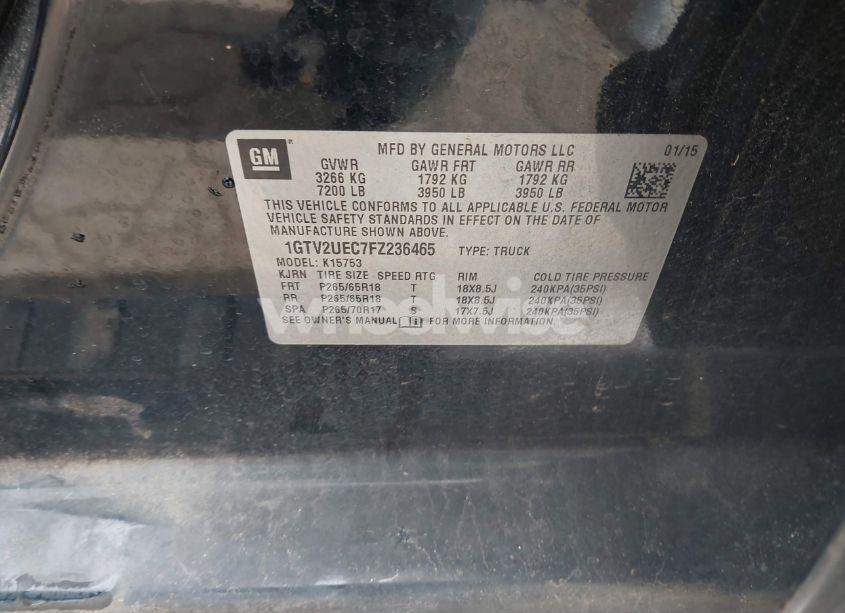 GM
MFD BY GENERAL MOTORS LLC 01/15
GVWR GAWR FRT GAWR RR
3266 KG 1792 KG 1792 KG
7200 LB 3950 LB 3950 LB
THIS VEHICLE CONFORMS TO ALL APPLICABLE U.S. FEDERAL MOTOR
VEHICLE SAFETY STANDARDS IN EFFECT ON THE DATE OF
MANUFACTURE SHOWN ABOVE.
1GTV2UEC7FZ236465 TYPE: TRUCK
MODEL: K15753
KJRN TIRE SIZE SPEED RTG RIM COLD TIRE PRESSURE
FRT P265/65R18 T 18X8.5J 240KPA(35PSI)
RR P265/65R18 T 18X8.5J 240KPA(35PSI)
SPA P265/70R17 S 17X7.5J 240KPA(35PSI)
SEE OWNER'S MANUAL FOR MORE INFORMATION.
wheelwise